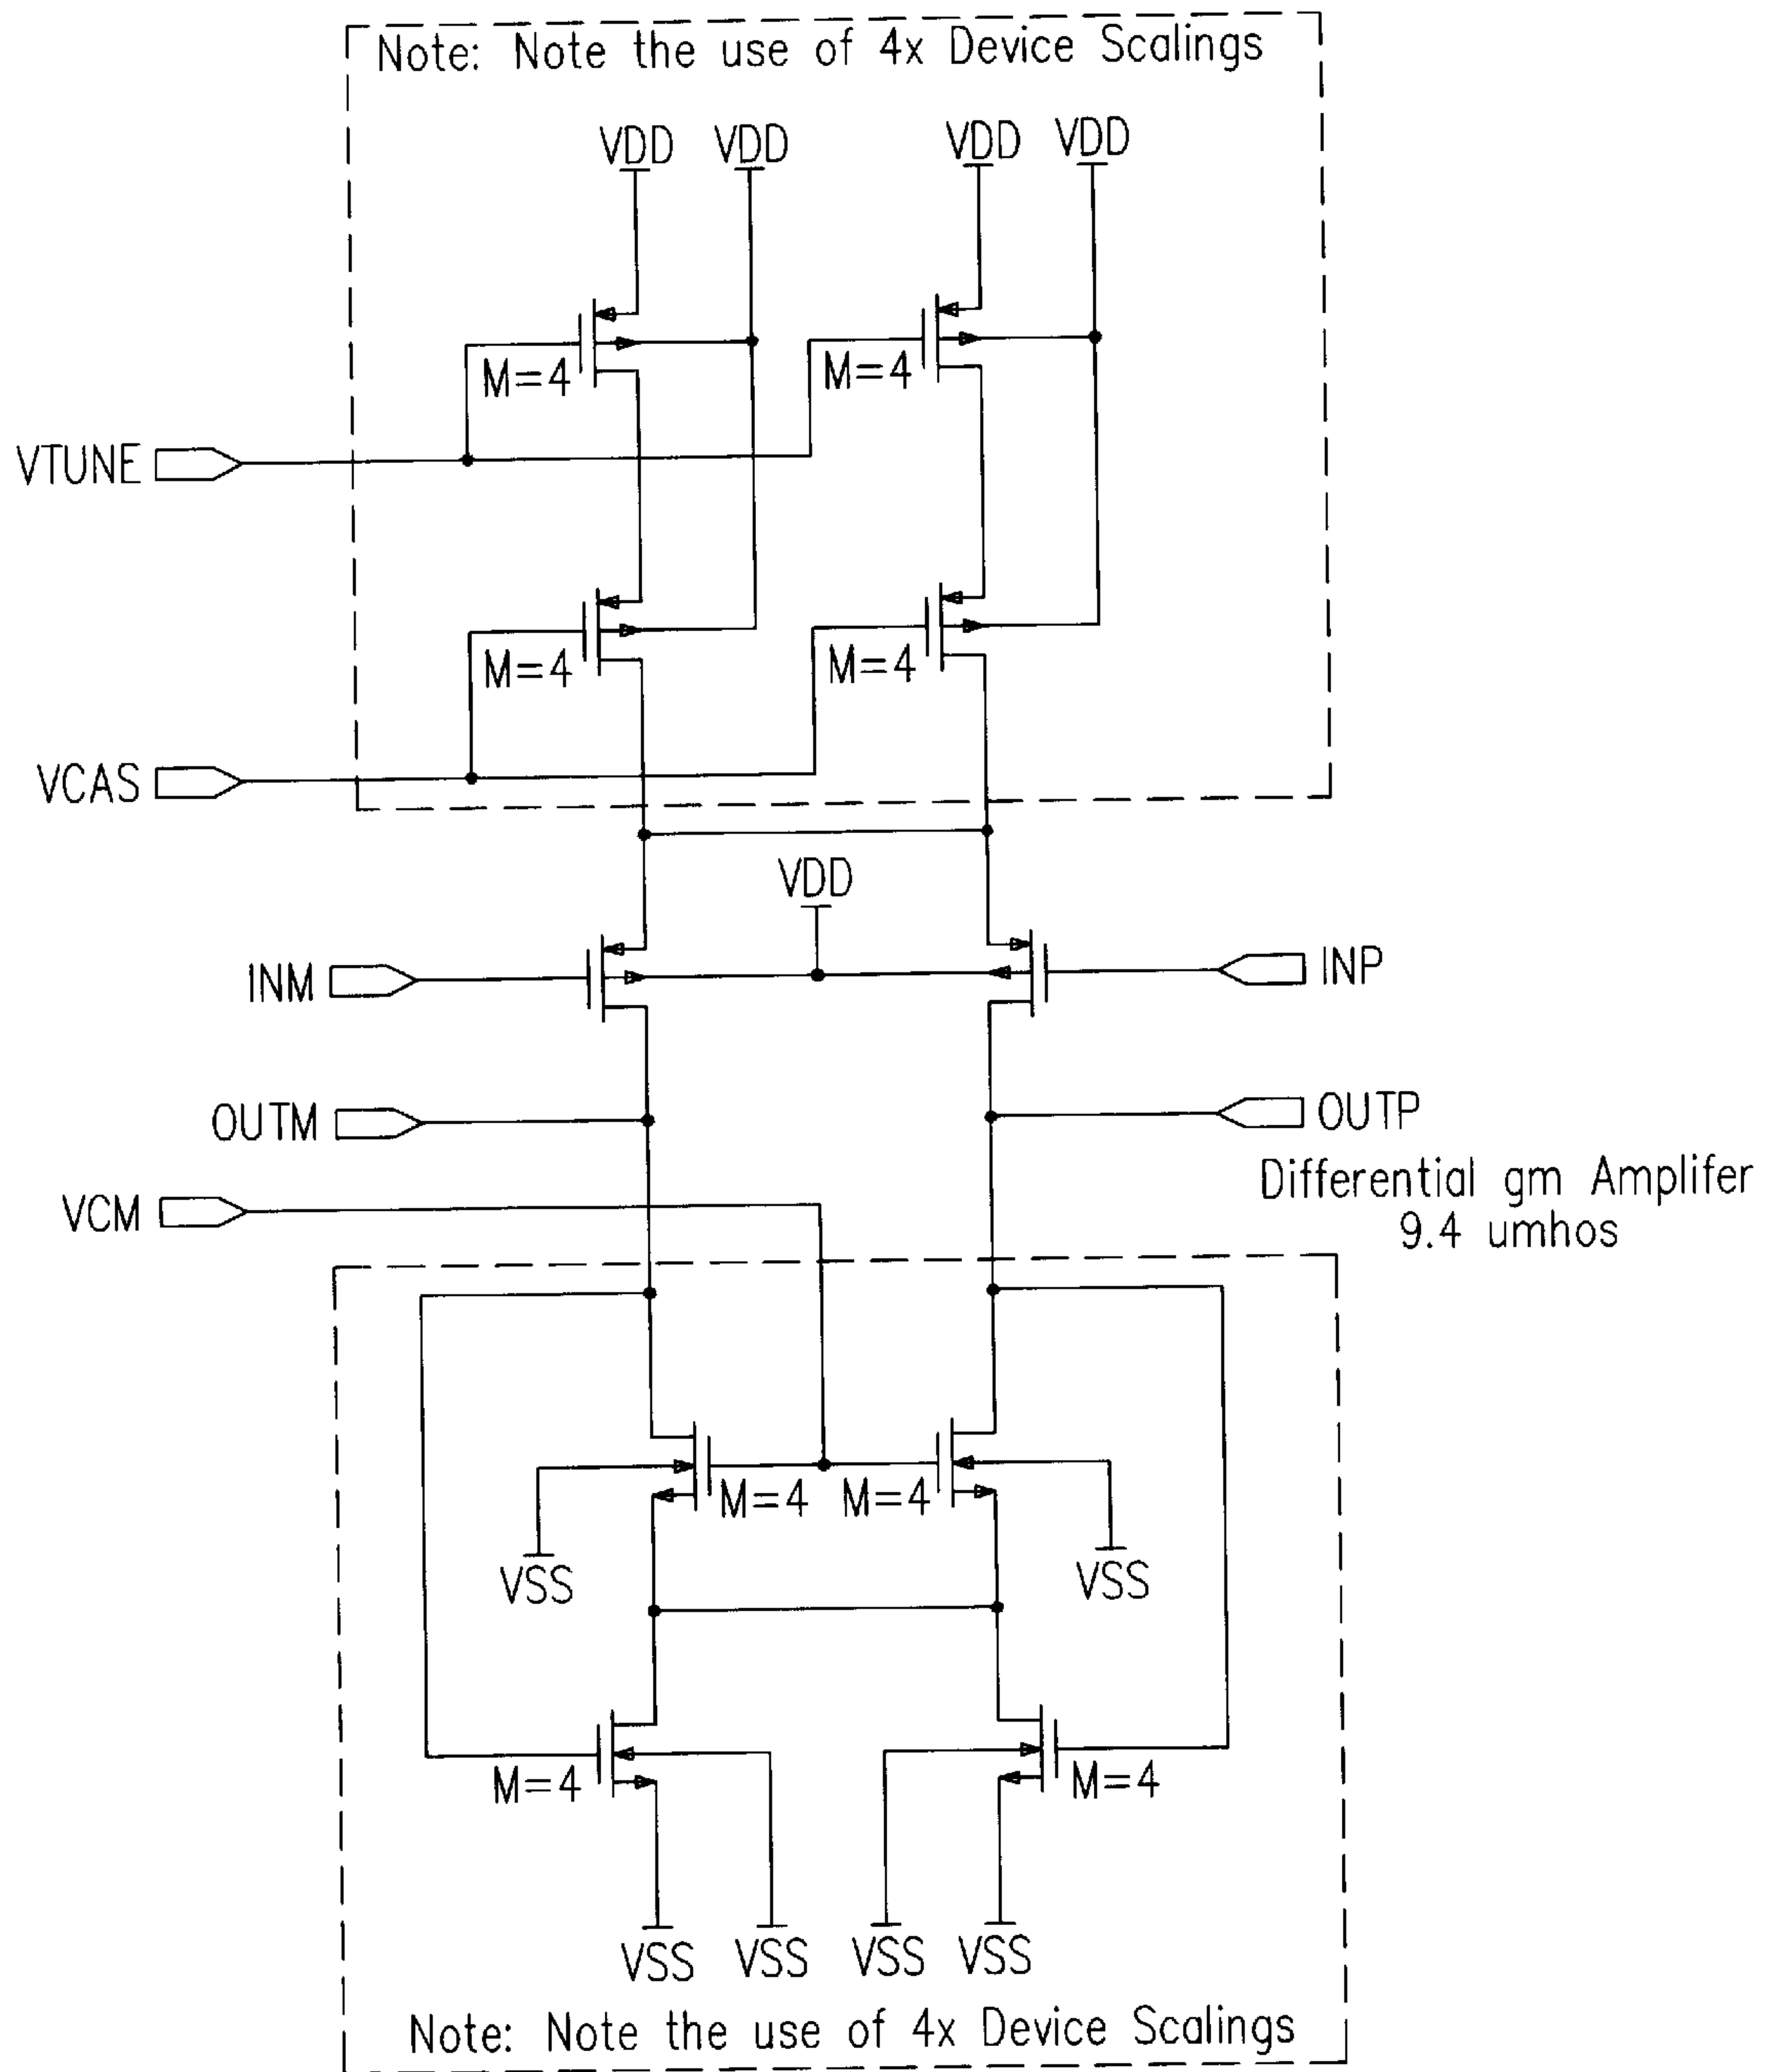 Note: Note the use of 4x Device Scalings
VDD VDD VDD VDD
M=4 M=4
VTUNE
M=4 M=4
VCAS
VDD
INM INP
OUTM OUTP
Differential gm Amplifer
VCM 9.4 umhos
M=4 M=4
VSS VSS
M=4 M=4
VSS VSS VSS VSS
Note: Note the use of 4x Device Scalings